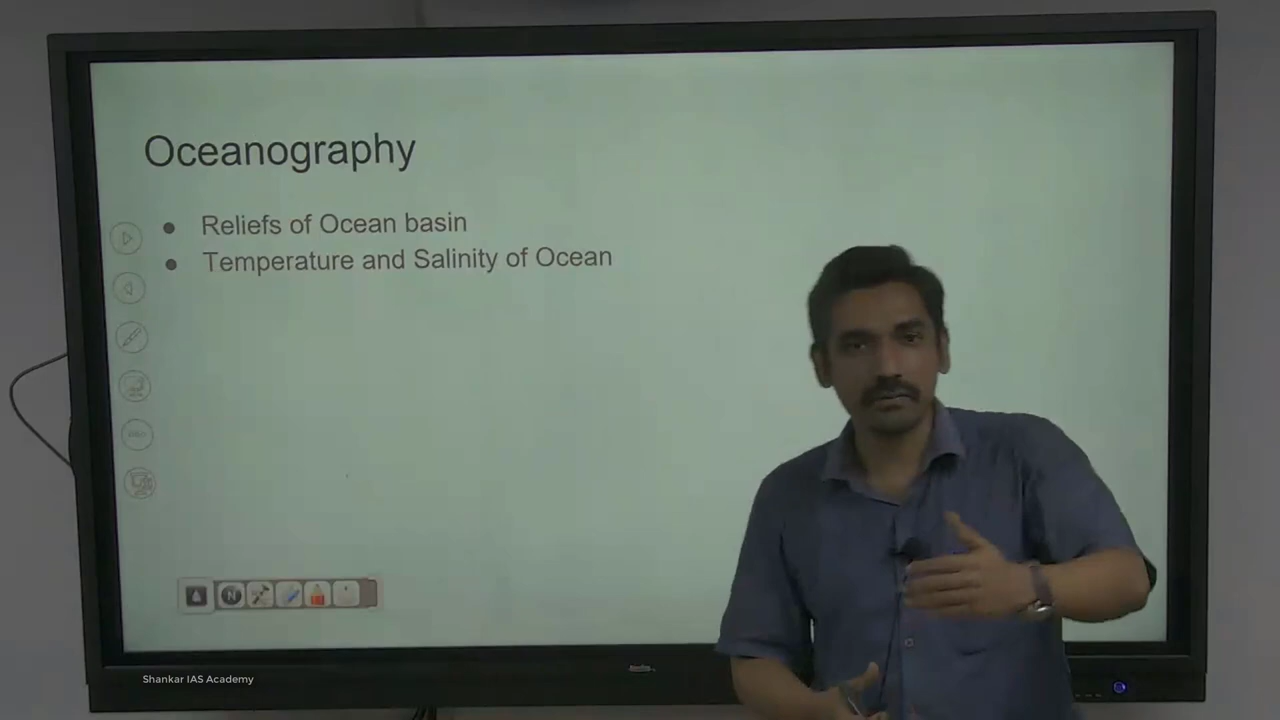 Oceanography
● Reliefs of Ocean basin
● Temperature and Salinity of Ocean
Shankar IAS Academy